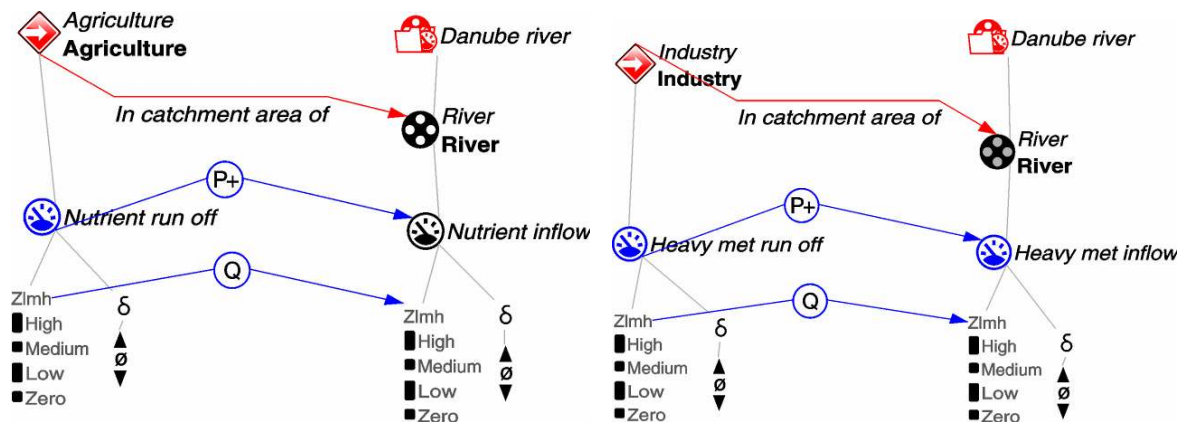 Agriculture
Agriculture
Danube river
In catchment area of
River
River
P+
Nutrient run off
Nutrient inflow
Q
Zlmh
High
Medium
Low
Zero
δ
ø
Zlmh
High
Medium
Low
Zero
δ
ø
Industry
Industry
Danube river
In catchment area of
River
River
P+
Heavy met run off
Heavy met inflow
Q
Zlmh
High
Medium
Low
Zero
δ
ø
Zlmh
High
Medium
Low
Zero
δ
ø